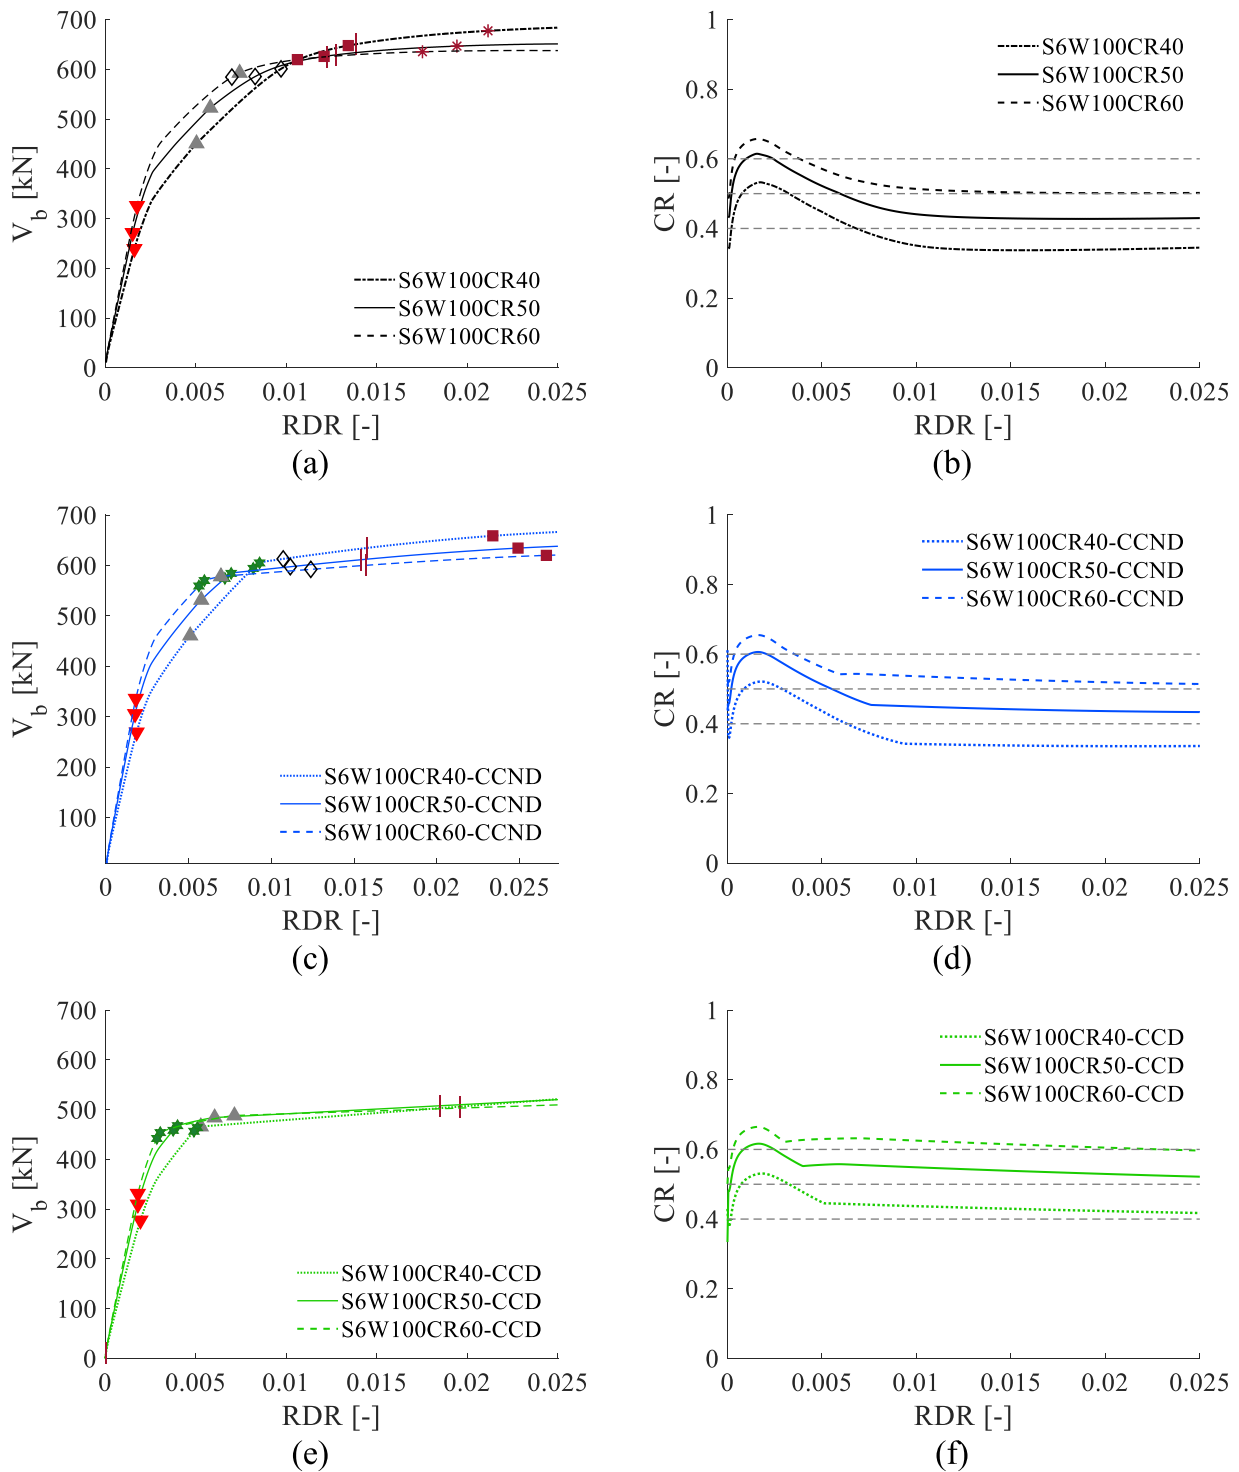 700
600
500
400
300
200
100
0
V_b [kN]
S6W100CR40
S6W100CR50
S6W100CR60
0 0.005 0.01 0.015 0.02 0.025
RDR [-]
(a)
1
0.8
0.6
0.4
0.2
0
CR [-]
S6W100CR40
S6W100CR50
S6W100CR60
0 0.005 0.01 0.015 0.02 0.025
RDR [-]
(b)
700
600
500
400
300
200
100
V_b [kN]
S6W100CR40-CCND
S6W100CR50-CCND
S6W100CR60-CCND
0 0.005 0.01 0.015 0.02 0.025
RDR [-]
(c)
1
0.8
0.6
0.4
0.2
0
CR [-]
S6W100CR40-CCND
S6W100CR50-CCND
S6W100CR60-CCND
0 0.005 0.01 0.015 0.02 0.025
RDR [-]
(d)
700
600
500
400
300
200
100
0
V_b [kN]
S6W100CR40-CCD
S6W100CR50-CCD
S6W100CR60-CCD
0 0.005 0.01 0.015 0.02 0.025
RDR [-]
(e)
1
0.8
0.6
0.4
0.2
0
CR [-]
S6W100CR40-CCD
S6W100CR50-CCD
S6W100CR60-CCD
0 0.005 0.01 0.015 0.02 0.025
RDR [-]
(f)